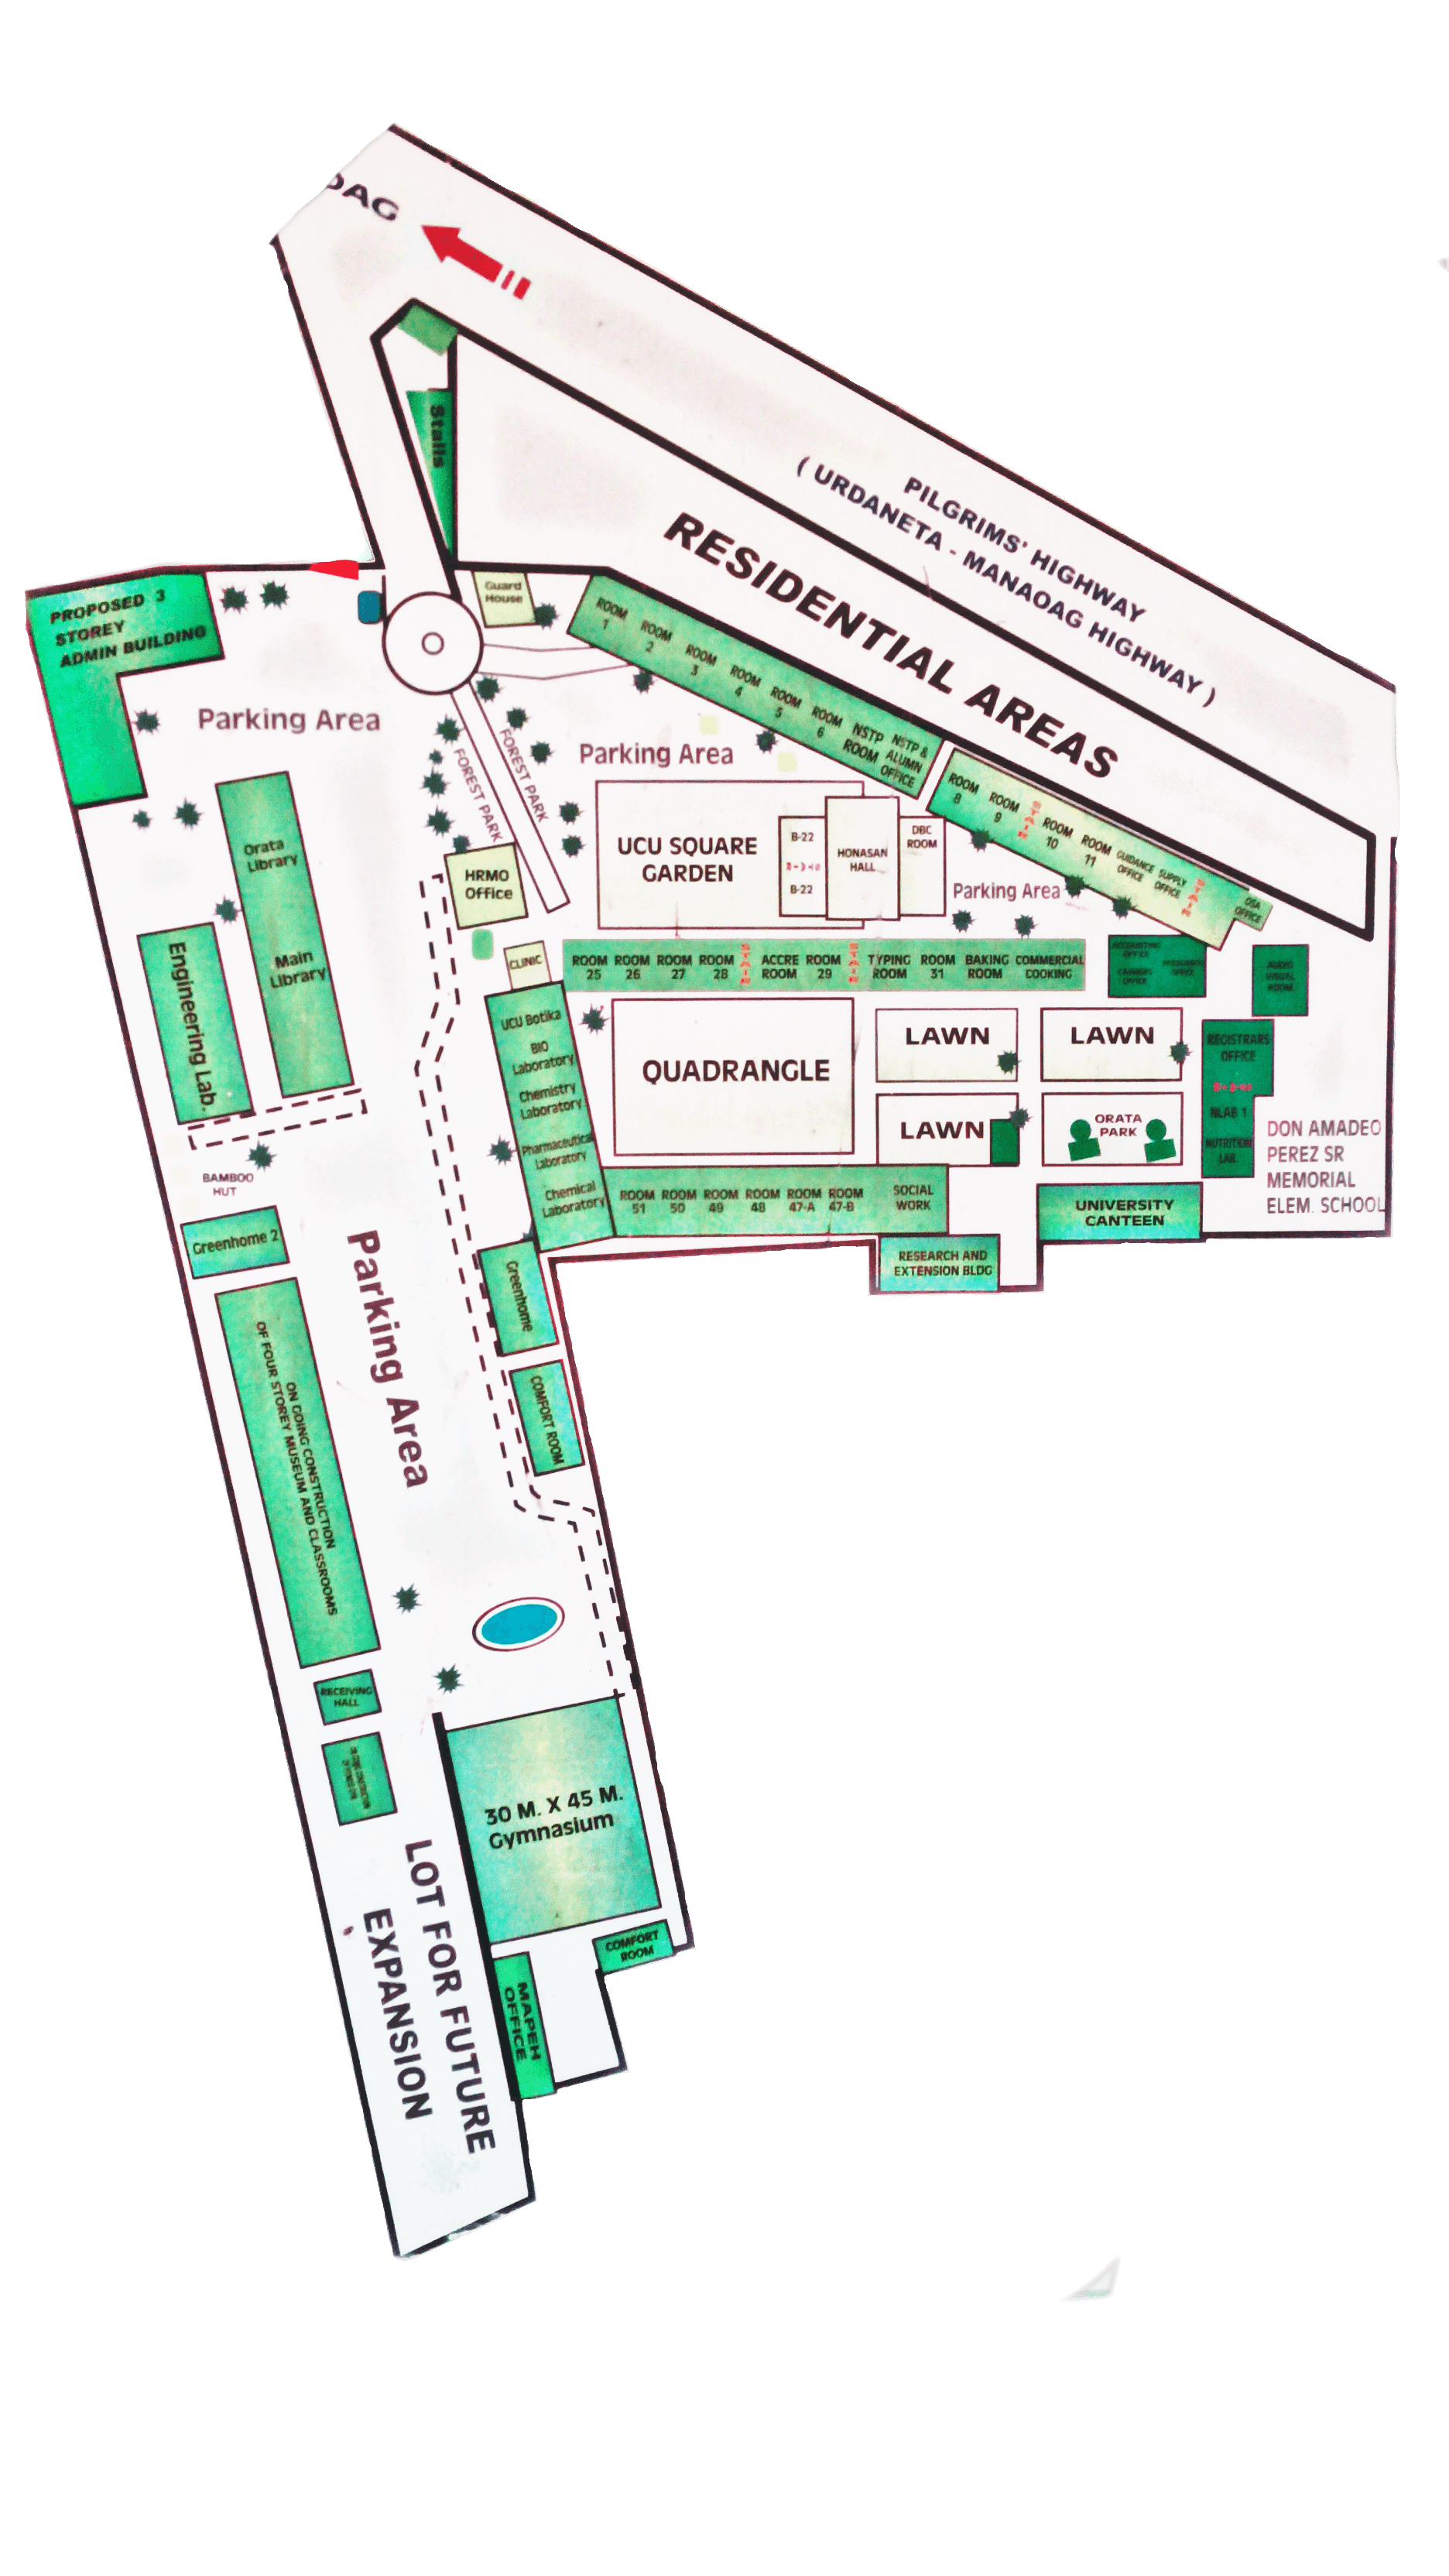 DAG
Stalls
PILGRIMS' HIGHWAY
( URDANETA - MANAOAG HIGHWAY )
RESIDENTIAL AREAS
PROPOSED 3
STOREY
ADMIN BUILDING
Guard
House
Parking Area
FOREST PARK
FOREST PARK
ROOM
1
ROOM
2
ROOM
3
ROOM
4
ROOM
5
ROOM
6
NSTP
ROOM
NSTP &
ALUMN
OFFICE
Parking Area
ROOM
8
ROOM
9
STAIR
ROOM
10
ROOM
11
GUIDANCE
OFFICE
SUPPLY
OFFICE
STAIR
OSA
OFFICE
UCU SQUARE
GARDEN
B-22
B-22
HONASAN
HALL
DBC
ROOM
Parking Area
Orata
Library
Main
Library
Engineering Lab.
HRMO
Office
CLINIC
ROOM
25
ROOM
26
ROOM
27
ROOM
28
STAIR
ACCRE
ROOM
ROOM
29
STAIR
TYPING
ROOM
ROOM
31
BAKING
ROOM
COMMERCIAL
COOKING
ACCOUNTING
OFFICE
CASHIERS
OFFICE
PRESIDENTS
OFFICE
AUDIO
VISUAL
ROOM
UCU Botika
BIO
Laboratory
Chemistry
Laboratory
Pharmaceutical
Laboratory
Chemical
Laboratory
QUADRANGLE
LAWN
LAWN
LAWN
ORATA
PARK
REGISTRARS
OFFICE
NLAB 1
NUTRITION
LAB.
DON AMADEO
PEREZ SR
MEMORIAL
ELEM. SCHOOL
BAMBOO
HUT
Greenhome 2
ROOM
51
ROOM
50
ROOM
49
ROOM
48
ROOM
47-A
ROOM
47-B
SOCIAL
WORK
UNIVERSITY
CANTEEN
RESEARCH AND
EXTENSION BLDG
Greenhome
COMFORT ROOM
Parking Area
ON GOING CONSTRUCTION
OF FOUR STOREY MUSEUM AND CLASSROOMS
RECEIVING
HALL
30 M. X 45 M.
Gymnasium
COMFORT
ROOM
MAPEH
OFFICE
LOT FOR FUTURE
EXPANSION